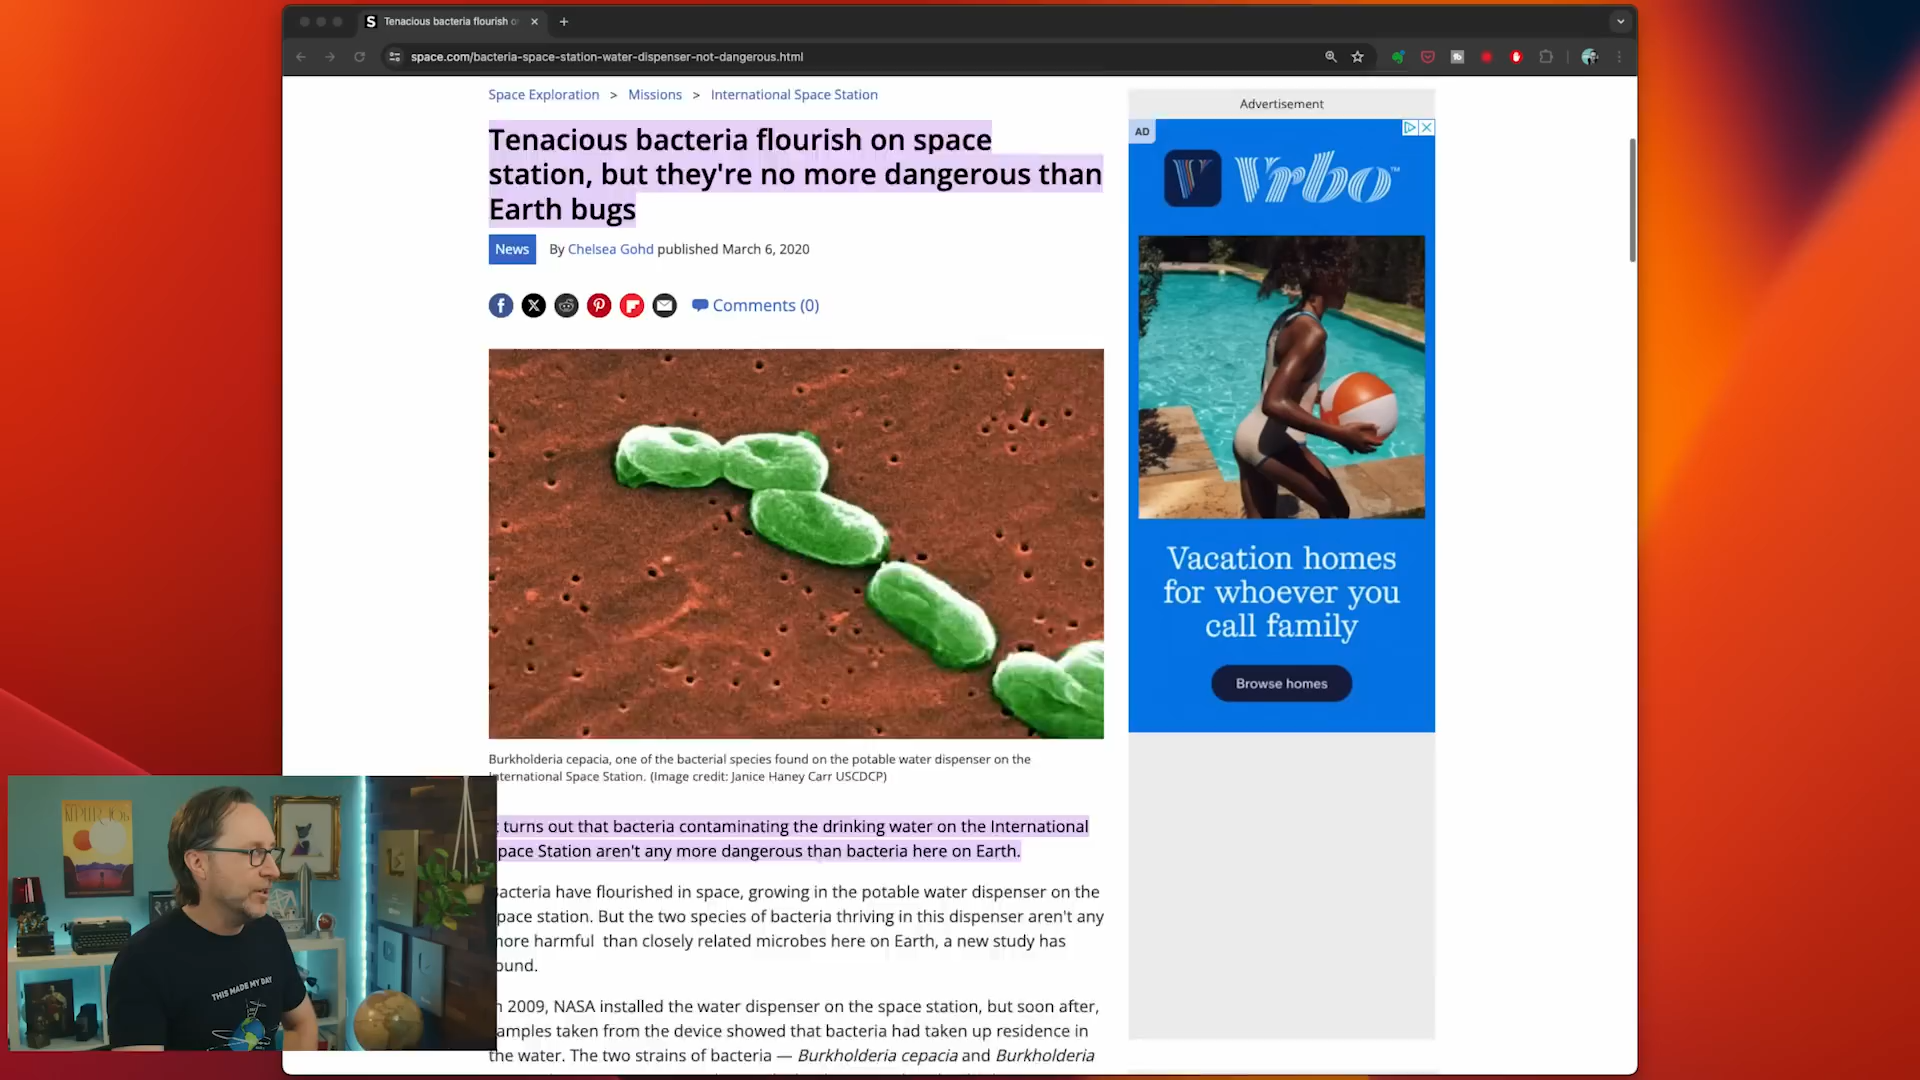 Tenacious bacteria flourish o
space.com/bacteria-space-station-water-dispenser-not-dangerous.html
Space Exploration > Missions > International Space Station
Tenacious bacteria flourish on space
station, but they're no more dangerous than
Earth bugs
News By Chelsea Gohd published March 6, 2020
Comments (0)
Burkholderia cepacia, one of the bacterial species found on the potable water dispenser on the
International Space Station. (Image credit: Janice Haney Carr USCDCP)
turns out that bacteria contaminating the drinking water on the International
pace Station aren't any more dangerous than bacteria here on Earth.
acteria have flourished in space, growing in the potable water dispenser on the
pace station. But the two species of bacteria thriving in this dispenser aren't any
ore harmful than closely related microbes here on Earth, a new study has
ound.
n 2009, NASA installed the water dispenser on the space station, but soon after,
amples taken from the device showed that bacteria had taken up residence in
the water. The two strains of bacteria — Burkholderia cepacia and Burkholderia
Advertisement
AD
Vrbo™
Vacation homes
for whoever you
call family
Browse homes
KEPLER-16b
THIS MADE MY DAY